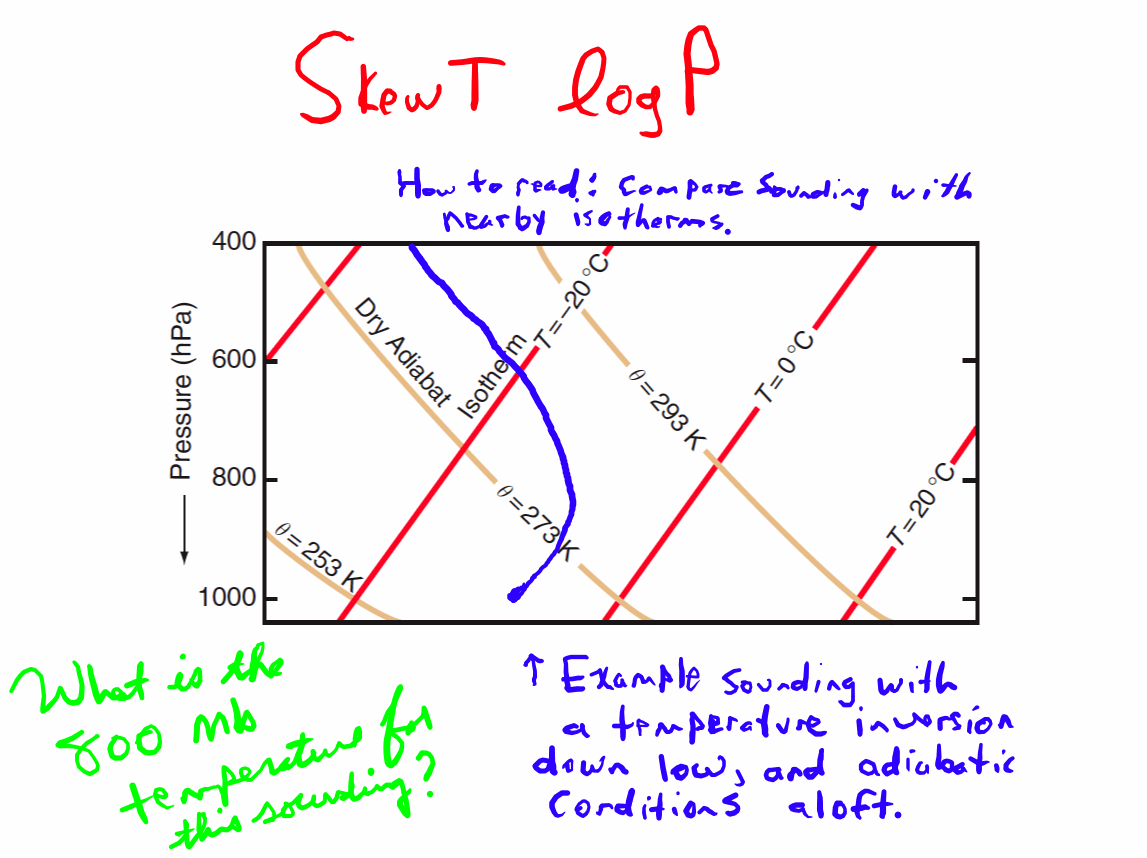 SkewT logP
How to read: Compare Sounding with
nearby isotherms.
400
600
800
1000
Pressure (hPa)
Dry Adiabat
Isotherm
T = −20 °C
T = 0 °C
T = 20 °C
θ = 293 K
θ = 273 K
θ = 253 K
What is the
800 mb
temperature for
this sounding?
↑ Example sounding with
a temperature inversion
down low, and adiabatic
Conditions aloft.